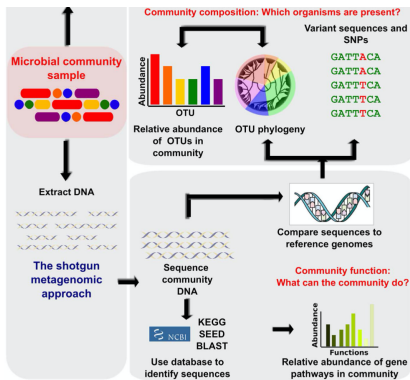 Community composition: Which organisms are present?
Microbial community
sample
Abundance
OTU
Relative abundance
of OTUs in
community
OTU phylogeny
Variant sequences and
SNPs
GATTACA
GATTACA
GATTTCA
GATTTCA
GATTTCA
Extract DNA
The shotgun
metagenomic
approach
Sequence
community
DNA
Compare sequences to
reference genomes
NCBI
KEGG
SEED
BLAST
Use database to
identify sequences
Community function:
What can the community do?
Abundance
Functions
Relative abundance of gene
pathways in community